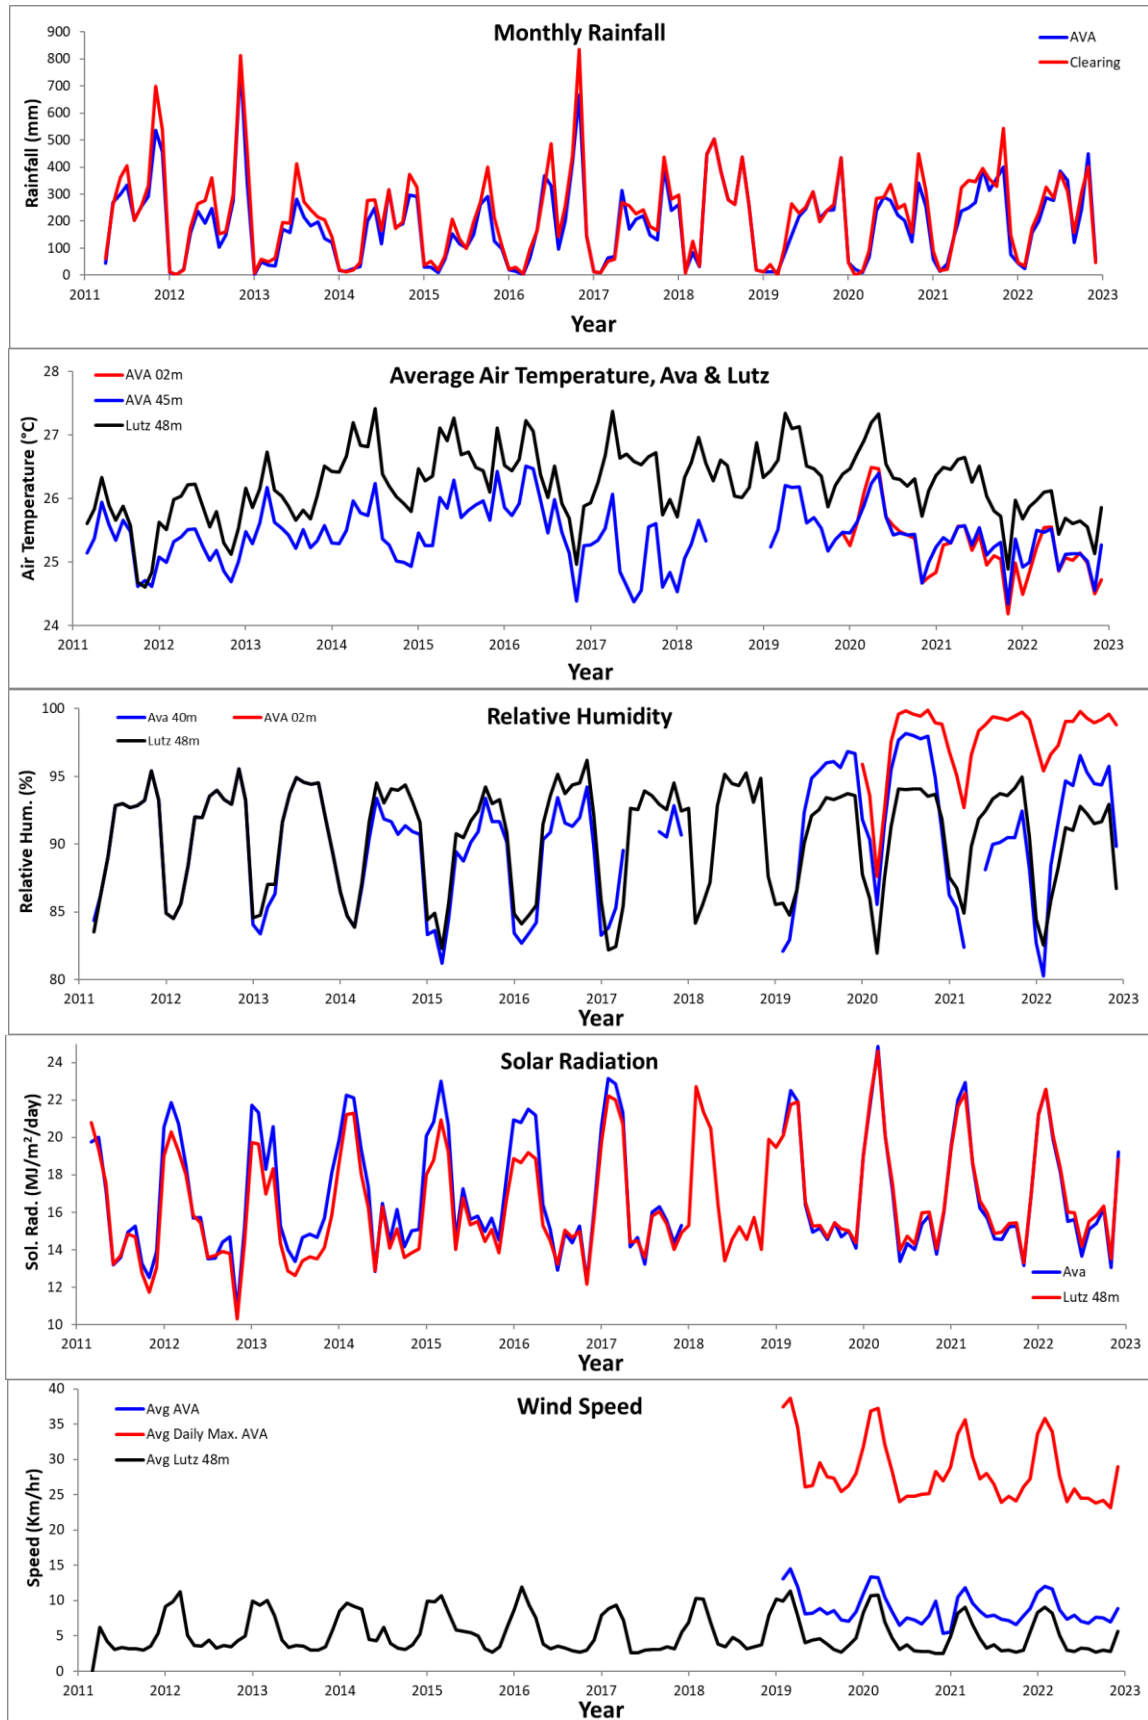 Monthly Rainfall
AVA
Clearing
Rainfall (mm)
900
800
700
600
500
400
300
200
100
0
2011 2012 2013 2014 2015 2016 2017 2018 2019 2020 2021 2022 2023
Year
Average Air Temperature, Ava & Lutz
AVA 02m
AVA 45m
Lutz 48m
Air Temperature (°C)
28
27
26
25
24
2011 2012 2013 2014 2015 2016 2017 2018 2019 2020 2021 2022 2023
Year
Relative Humidity
Ava 40m AVA 02m
Lutz 48m
Relative Hum. (%)
100
95
90
85
80
2011 2012 2013 2014 2015 2016 2017 2018 2019 2020 2021 2022 2023
Year
Solar Radiation
Sol. Rad. (MJ/m²/day)
24
22
20
18
16
14
12
10
Ava
Lutz 48m
2011 2012 2013 2014 2015 2016 2017 2018 2019 2020 2021 2022 2023
Year
Wind Speed
Avg AVA
Avg Daily Max. AVA
Avg Lutz 48m
Speed (Km/hr)
40
35
30
25
20
15
10
5
0
2011 2012 2013 2014 2015 2016 2017 2018 2019 2020 2021 2022 2023
Year